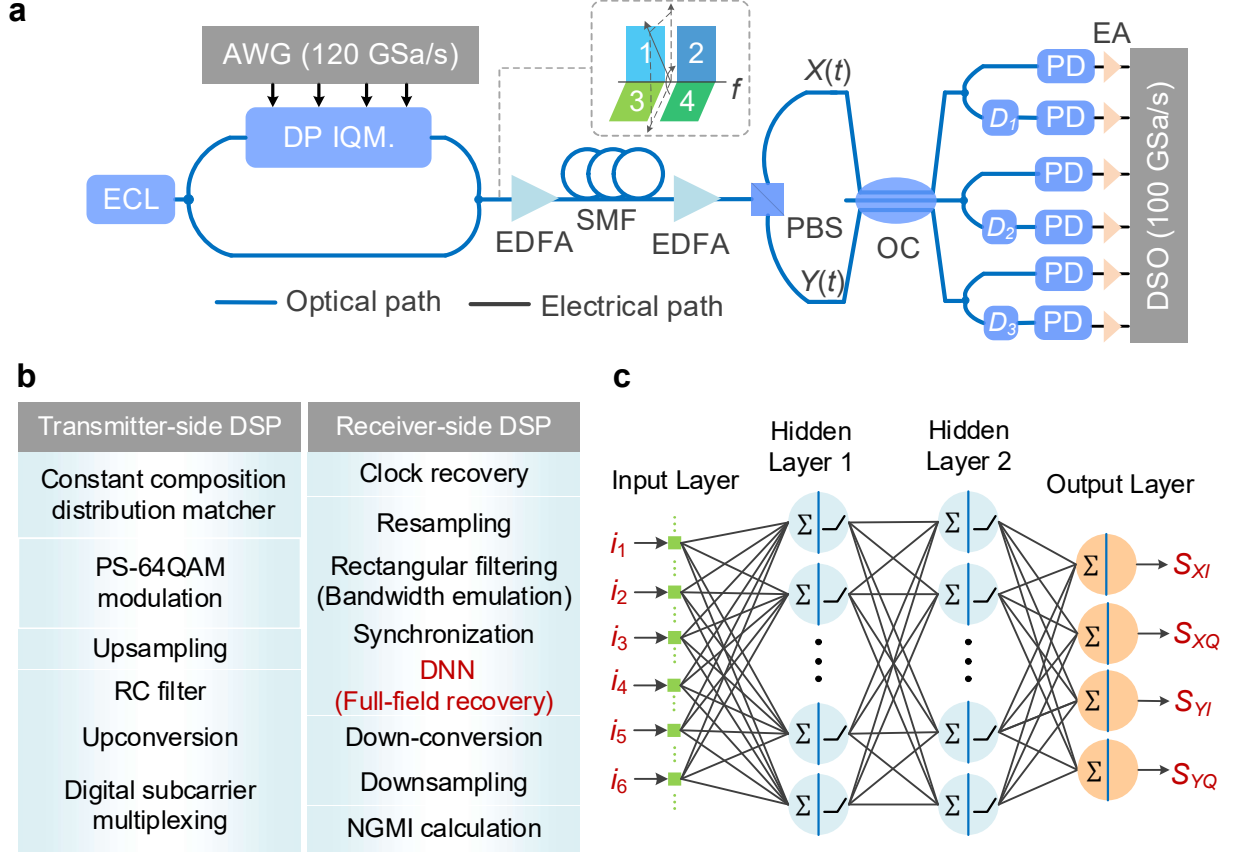 a
AWG (120 GSa/s)
DP IQM.
ECL
EDFA
SMF
EDFA
1
2
3
4
f
X(t)
Y(t)
PBS
OC
PD
D1
PD
PD
D2
PD
PD
D3
PD
EA
DSO (100 GSa/s)
Optical path
Electrical path
b
Transmitter-side DSP
Constant composition
distribution matcher
PS-64QAM
modulation
Upsampling
RC filter
Upconversion
Digital subcarrier
multiplexing
Receiver-side DSP
Clock recovery
Resampling
Rectangular filtering
(Bandwidth emulation)
Synchronization
DNN
(Full-field recovery)
Down-conversion
Downsampling
NGMI calculation
c
Input Layer
Hidden
Layer 1
Hidden
Layer 2
Output Layer
i1
i2
i3
i4
i5
i6
Σ
Σ
Σ
Σ
Σ
Σ
Σ
Σ
Σ
Σ
Σ
Σ
SXI
SXQ
SYI
SYQ